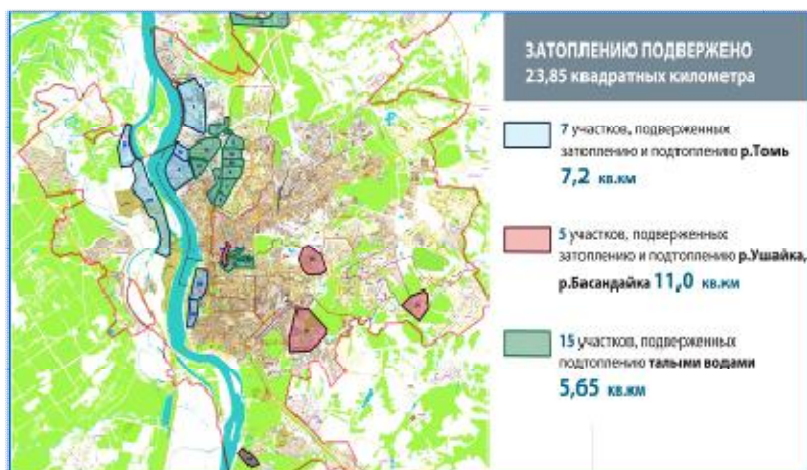 ЗАТОПЛЕНИЮ ПОДВЕРЖЕНО
23,85 квадратных километра
7 участков, подверженных
затоплению и подтоплению р.Томь
7,2 кв.км
5 участков, подверженных
затоплению и подтоплению р.Ушайка,
р.Басандайка 11,0 кв.км
15 участков, подверженных
подтоплению талыми водами
5,65 кв.км